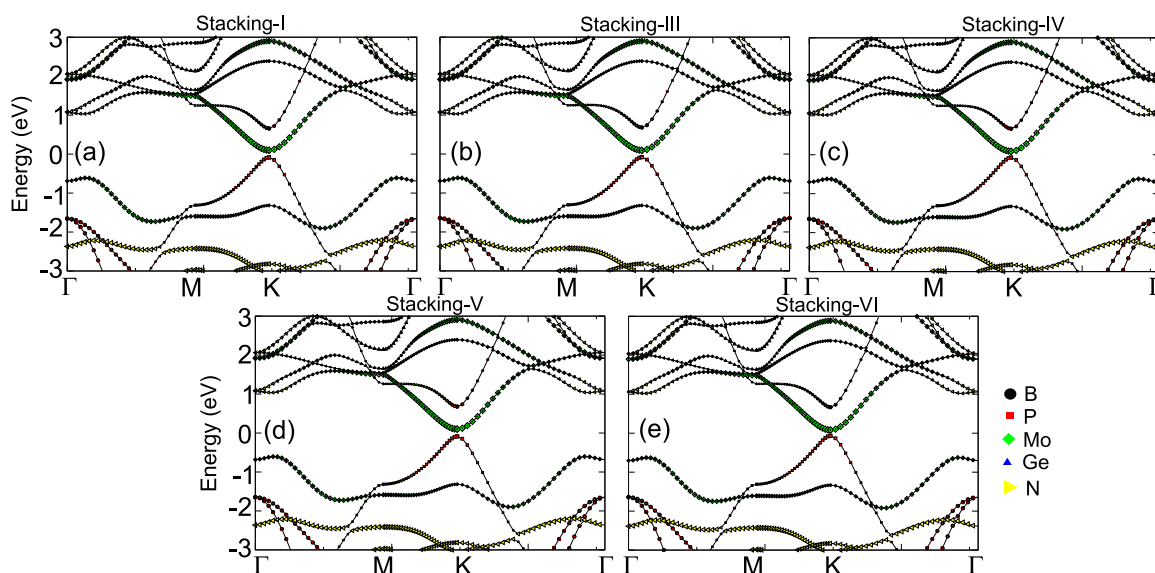 Stacking-I
Stacking-III
Stacking-IV
Energy (eV)
3
2
1
0
-1
-2
-3
(a)
(b)
(c)
Γ M K Γ M K Γ M K Γ
Stacking-V
Stacking-VI
Energy (eV)
3
2
1
0
-1
-2
-3
(d)
(e)
Γ M K Γ M K Γ
B
P
Mo
Ge
N